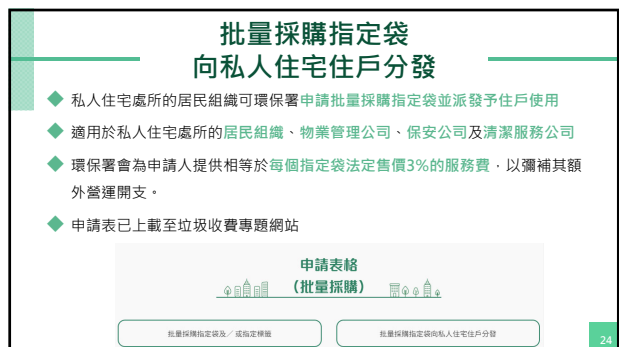 批量採購指定袋
向私人住宅住戶分發
私人住宅處所的居民組織可環保署申請批量採購指定袋並派發予住戶使用
適用於私人住宅處所的居民組織、物業管理公司、保安公司及清潔服務公司
環保署會為申請人提供相等於每個指定袋法定售價3%的服務費，以彌補其額
外營運開支。
申請表已上載至垃圾收費專題網站
申請表格
(批量採購)
批量採購指定袋及／或指定標籤
批量採購指定袋向私人住宅住戶分發
24